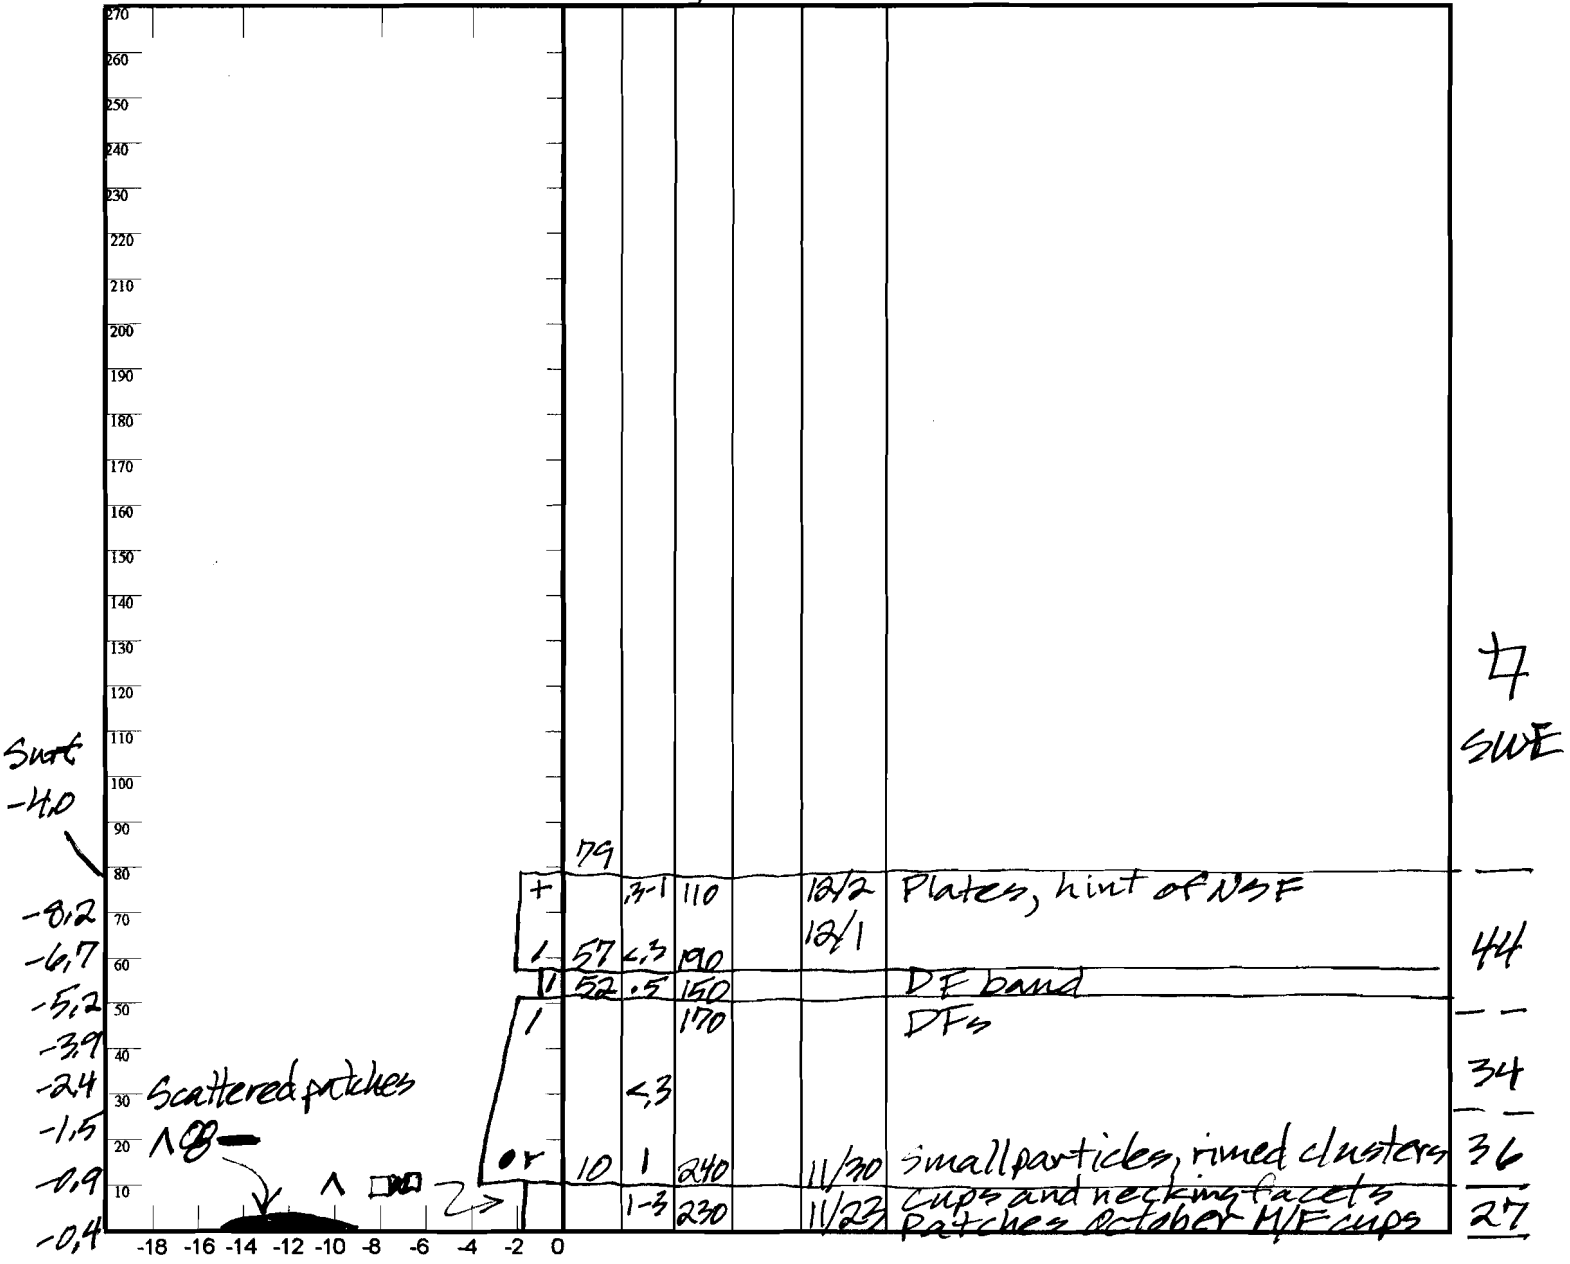 270
260
250
240
230
220
210
200
190
180
170
160
150
140
130
120
SWE
Surf 110
-4.0 100
90
79
80
+ .3-1 110 12/2 Plates, hint of NSF
-8.2 70 12/1
-6.7 60 / 57 <.3 190 44
/ 52 .5 150 DF band
-5.2 50 / 170 DFs
-3.9 40
-2.4 30 Scattered patches <.3 34
-1.5 20
r 10 1 240 11/30 Small particles, rimed clusters 36
-0.9 10 cups and necking facets
1-3 230 11/23 Patches October M/F cups 27
-0.4
-18 -16 -14 -12 -10 -8 -6 -4 -2 0